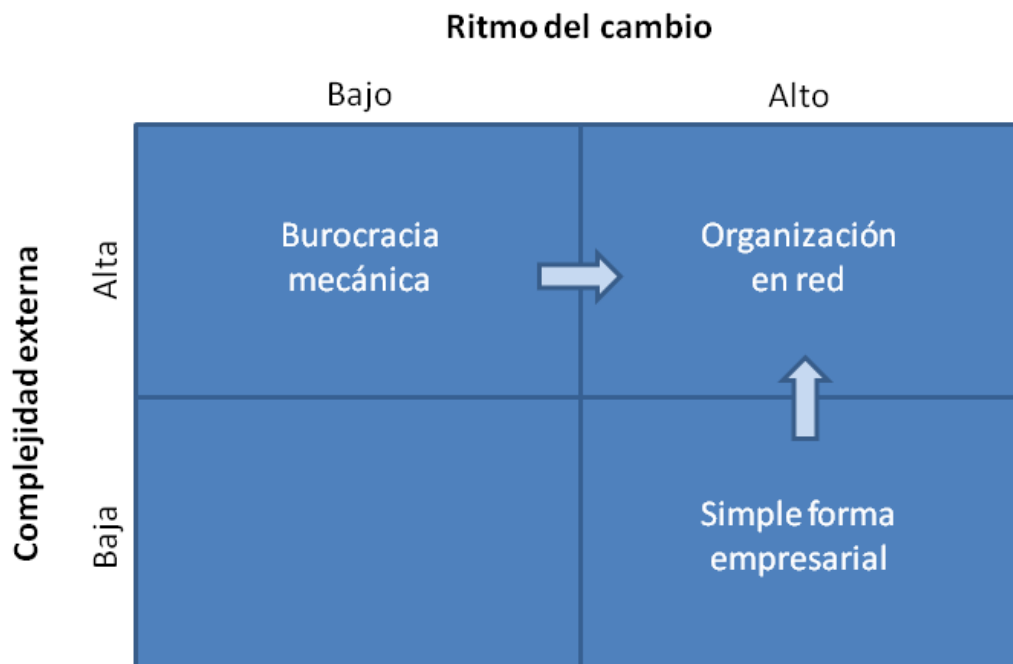 Ritmo del cambio
Bajo
Alto
Complejidad externa
Alta
Burocracia
mecánica
Organización
en red
Baja
Simple forma
empresarial